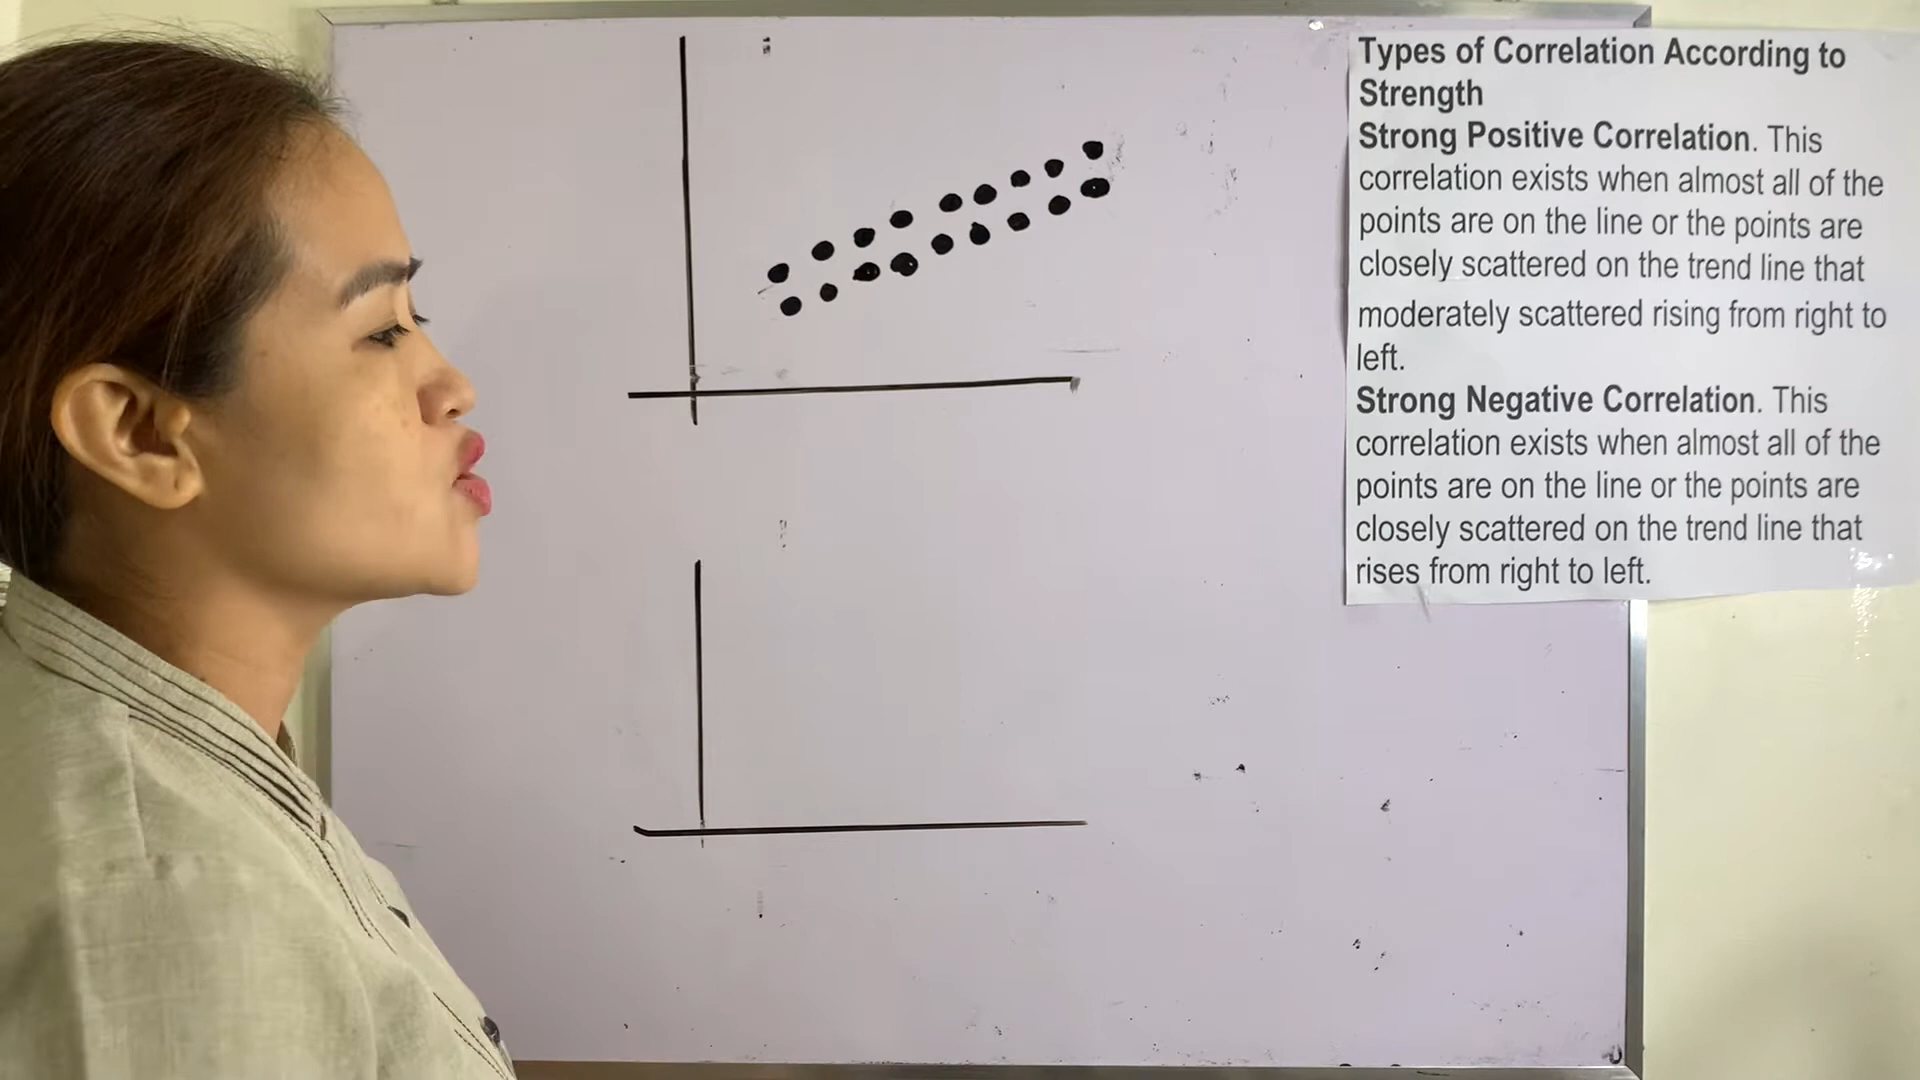 Types of Correlation According to
Strength
Strong Positive Correlation. This
correlation exists when almost all of the
points are on the line or the points are
closely scattered on the trend line that
moderately scattered rising from right to
left.
Strong Negative Correlation. This
correlation exists when almost all of the
points are on the line or the points are
closely scattered on the trend line that
rises from right to left.